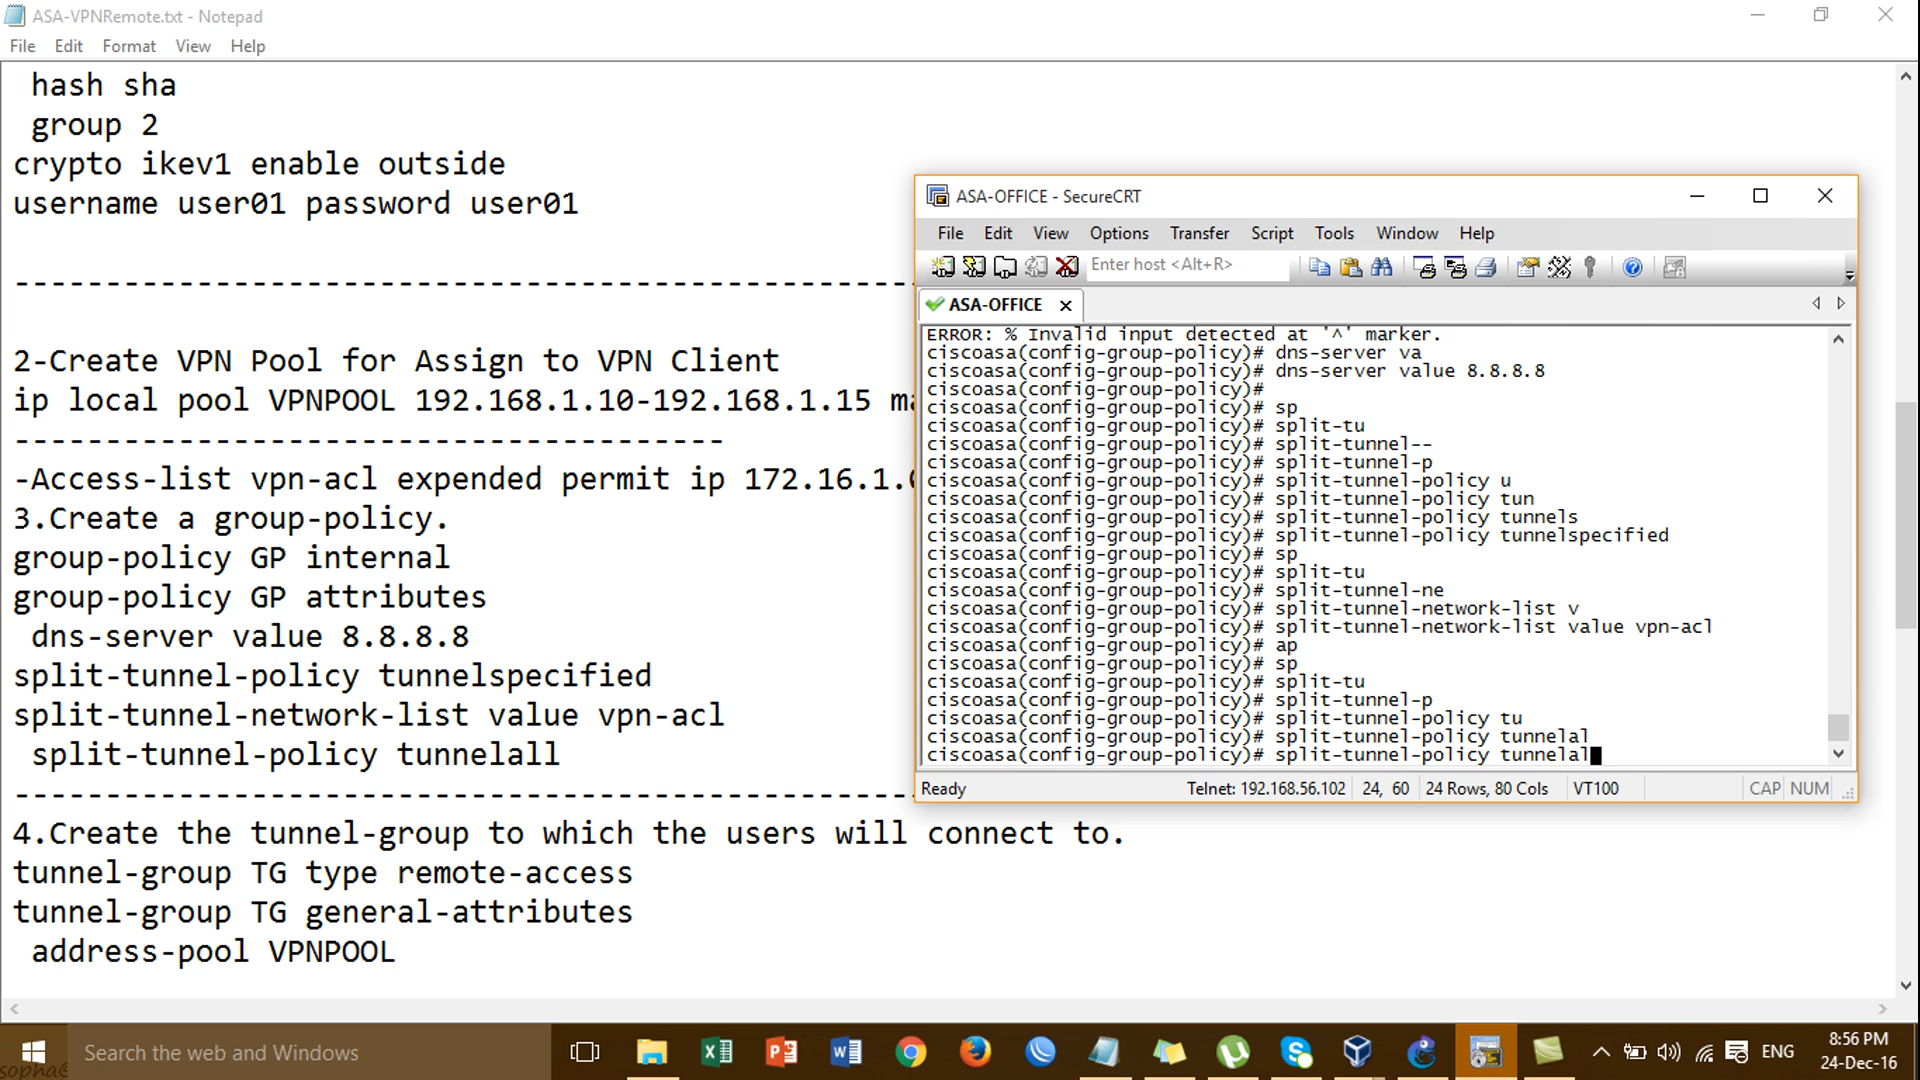 ASA-VPNRemote.txt - Notepad
File Edit Format View Help
hash sha
group 2
crypto ikev1 enable outside
username user01 password user01
--------------------------------------------------
2-Create VPN Pool for Assign to VPN Client
ip local pool VPNPOOL 192.168.1.10-192.168.1.15
---------------------------------------
-Access-list vpn-acl expended permit ip 172.16.1.
3.Create a group-policy.
group-policy GP internal
group-policy GP attributes
dns-server value 8.8.8.8
split-tunnel-policy tunnelspecified
split-tunnel-network-list value vpn-acl
split-tunnel-policy tunnelall
--------------------------------------------------
4.Create the tunnel-group to which the users will connect to.
tunnel-group TG type remote-access
tunnel-group TG general-attributes
address-pool VPNPOOL
ASA-OFFICE - SecureCRT
File Edit View Options Transfer Script Tools Window Help
Enter host <Alt+R>
ASA-OFFICE
ERROR: % Invalid input detected at '^' marker.
ciscoasa(config-group-policy)# dns-server va
ciscoasa(config-group-policy)# dns-server value 8.8.8.8
ciscoasa(config-group-policy)#
ciscoasa(config-group-policy)# sp
ciscoasa(config-group-policy)# split-tu
ciscoasa(config-group-policy)# split-tunnel--
ciscoasa(config-group-policy)# split-tunnel-p
ciscoasa(config-group-policy)# split-tunnel-policy u
ciscoasa(config-group-policy)# split-tunnel-policy tun
ciscoasa(config-group-policy)# split-tunnel-policy tunnels
ciscoasa(config-group-policy)# split-tunnel-policy tunnelspecified
ciscoasa(config-group-policy)# sp
ciscoasa(config-group-policy)# split-tu
ciscoasa(config-group-policy)# split-tunnel-ne
ciscoasa(config-group-policy)# split-tunnel-network-list v
ciscoasa(config-group-policy)# split-tunnel-network-list value vpn-acl
ciscoasa(config-group-policy)# ap
ciscoasa(config-group-policy)# sp
ciscoasa(config-group-policy)# split-tu
ciscoasa(config-group-policy)# split-tunnel-p
ciscoasa(config-group-policy)# split-tunnel-policy tu
ciscoasa(config-group-policy)# split-tunnel-policy tunnelal
ciscoasa(config-group-policy)# split-tunnel-policy tunnelal
Ready Telnet: 192.168.56.102 24, 60 24 Rows, 80 Cols VT100 CAP NUM
Search the web and Windows
ENG
8:56 PM
24-Dec-16